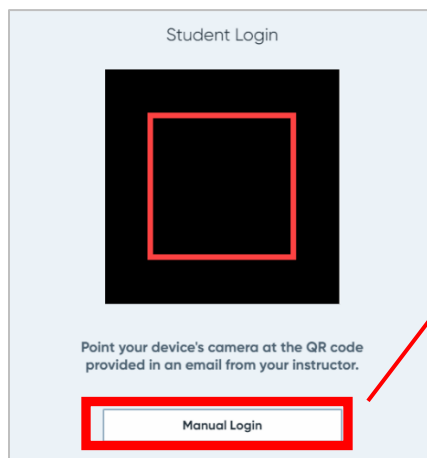 Student Login
Point your device's camera at the QR code
provided in an email from your instructor.
Manual Login